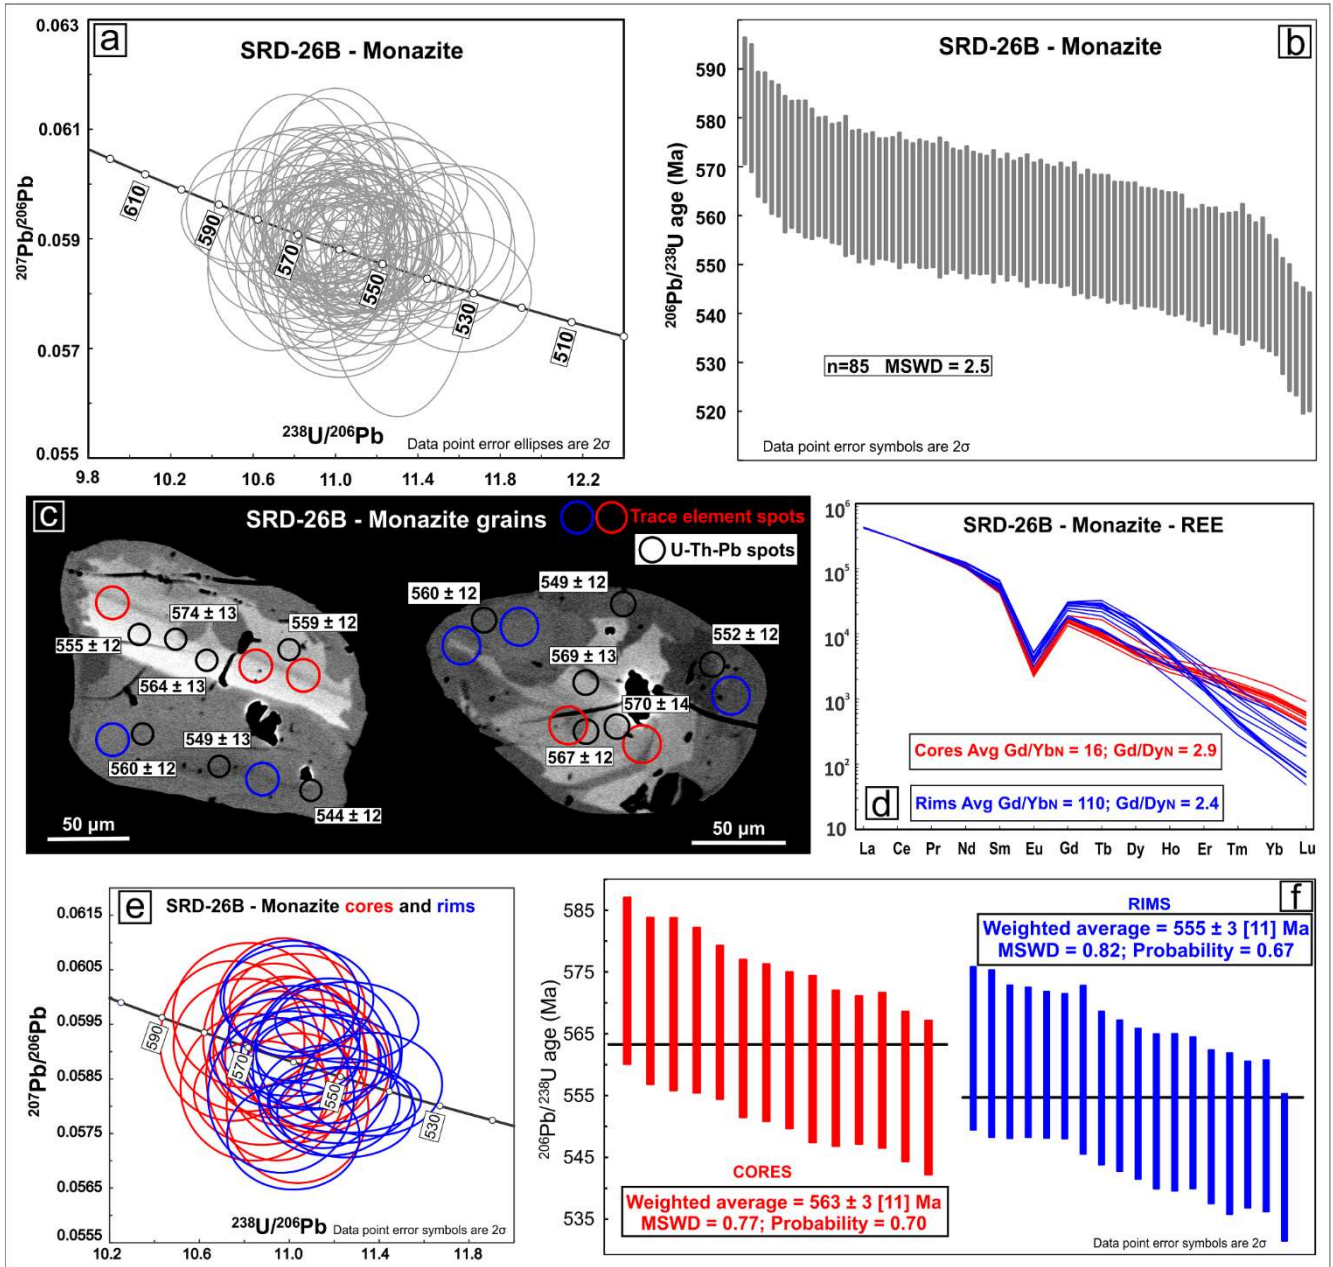 a
SRD-26B - Monazite
0.063
0.061
0.059
0.057
0.055
²⁰⁷Pb/²⁰⁶Pb
610
590
570
550
530
510
²³⁸U/²⁰⁶Pb
Data point error ellipses are 2σ
9.8 10.2 10.6 11.0 11.4 11.8 12.2
b
SRD-26B - Monazite
590
580
570
560
550
540
530
520
²⁰⁶Pb/²³⁸U age (Ma)
n=85 MSWD = 2.5
Data point error symbols are 2σ
c
SRD-26B - Monazite grains
Trace element spots
U-Th-Pb spots
574 ± 13
559 ± 12
555 ± 12
564 ± 13
549 ± 13
560 ± 12
544 ± 12
50 µm
560 ± 12
549 ± 12
552 ± 12
569 ± 13
570 ± 14
567 ± 12
50 µm
SRD-26B - Monazite - REE
10⁶
10⁵
10⁴
10³
10²
10
Cores Avg Gd/YbN = 16; Gd/DyN = 2.9
Rims Avg Gd/YbN = 110; Gd/DyN = 2.4
d
La Ce Pr Nd Sm Eu Gd Tb Dy Ho Er Tm Yb Lu
e
SRD-26B - Monazite cores and rims
0.0615
0.0605
0.0595
0.0585
0.0575
0.0565
0.0555
²⁰⁷Pb/²⁰⁶Pb
590
570
550
530
²³⁸U/²⁰⁶Pb Data point error symbols are 2σ
10.2 10.6 11.0 11.4 11.8
f
585
575
565
555
545
535
²⁰⁶Pb/²³⁸U age (Ma)
RIMS
Weighted average = 555 ± 3 [11] Ma
MSWD = 0.82; Probability = 0.67
CORES
Weighted average = 563 ± 3 [11] Ma
MSWD = 0.77; Probability = 0.70
Data point error symbols are 2σ